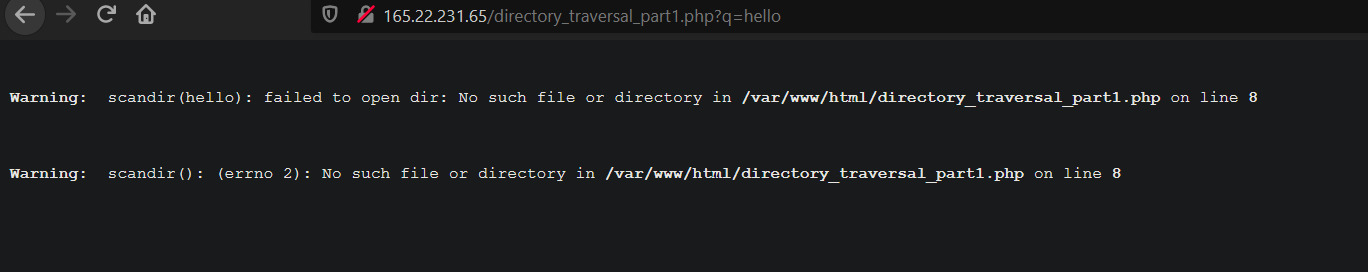 165.22.231.65/directory_traversal_part1.php?q=hello
Warning: scandir(hello): failed to open dir: No such file or directory in /var/www/html/directory_traversal_part1.php on line 8
Warning: scandir(): (errno 2): No such file or directory in /var/www/html/directory_traversal_part1.php on line 8